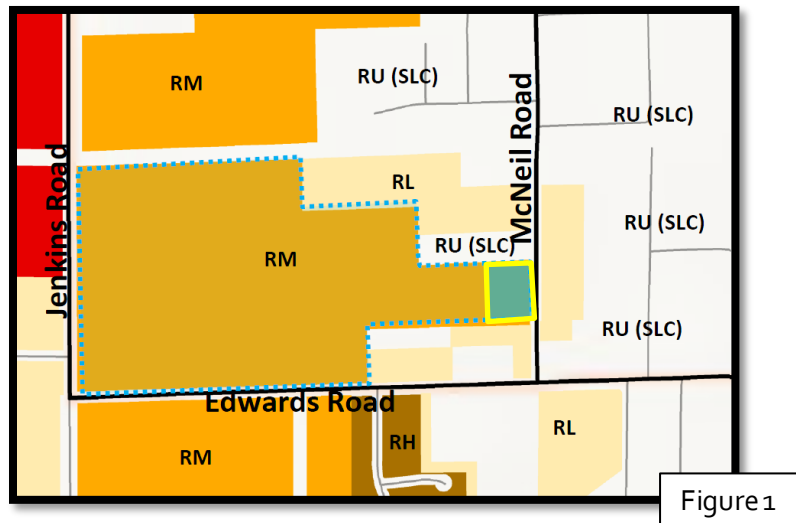 RM
RU (SLC)
McNeil Road
RU (SLC)
Jenkins Road
RL
RU (SLC)
RU (SLC)
RM
RU (SLC)
Edwards Road
RH
RL
RM
Figure 1